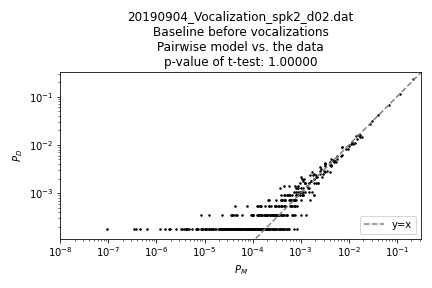 20190904_Vocalization_spk2_d02.dat
Baseline before vocalizations
Pairwise model vs. the data
p-value of t-test: 1.00000
P_D
10⁻¹
10⁻²
10⁻³
y=x
10⁻⁸ 10⁻⁷ 10⁻⁶ 10⁻⁵ 10⁻⁴ 10⁻³ 10⁻² 10⁻¹
P_M